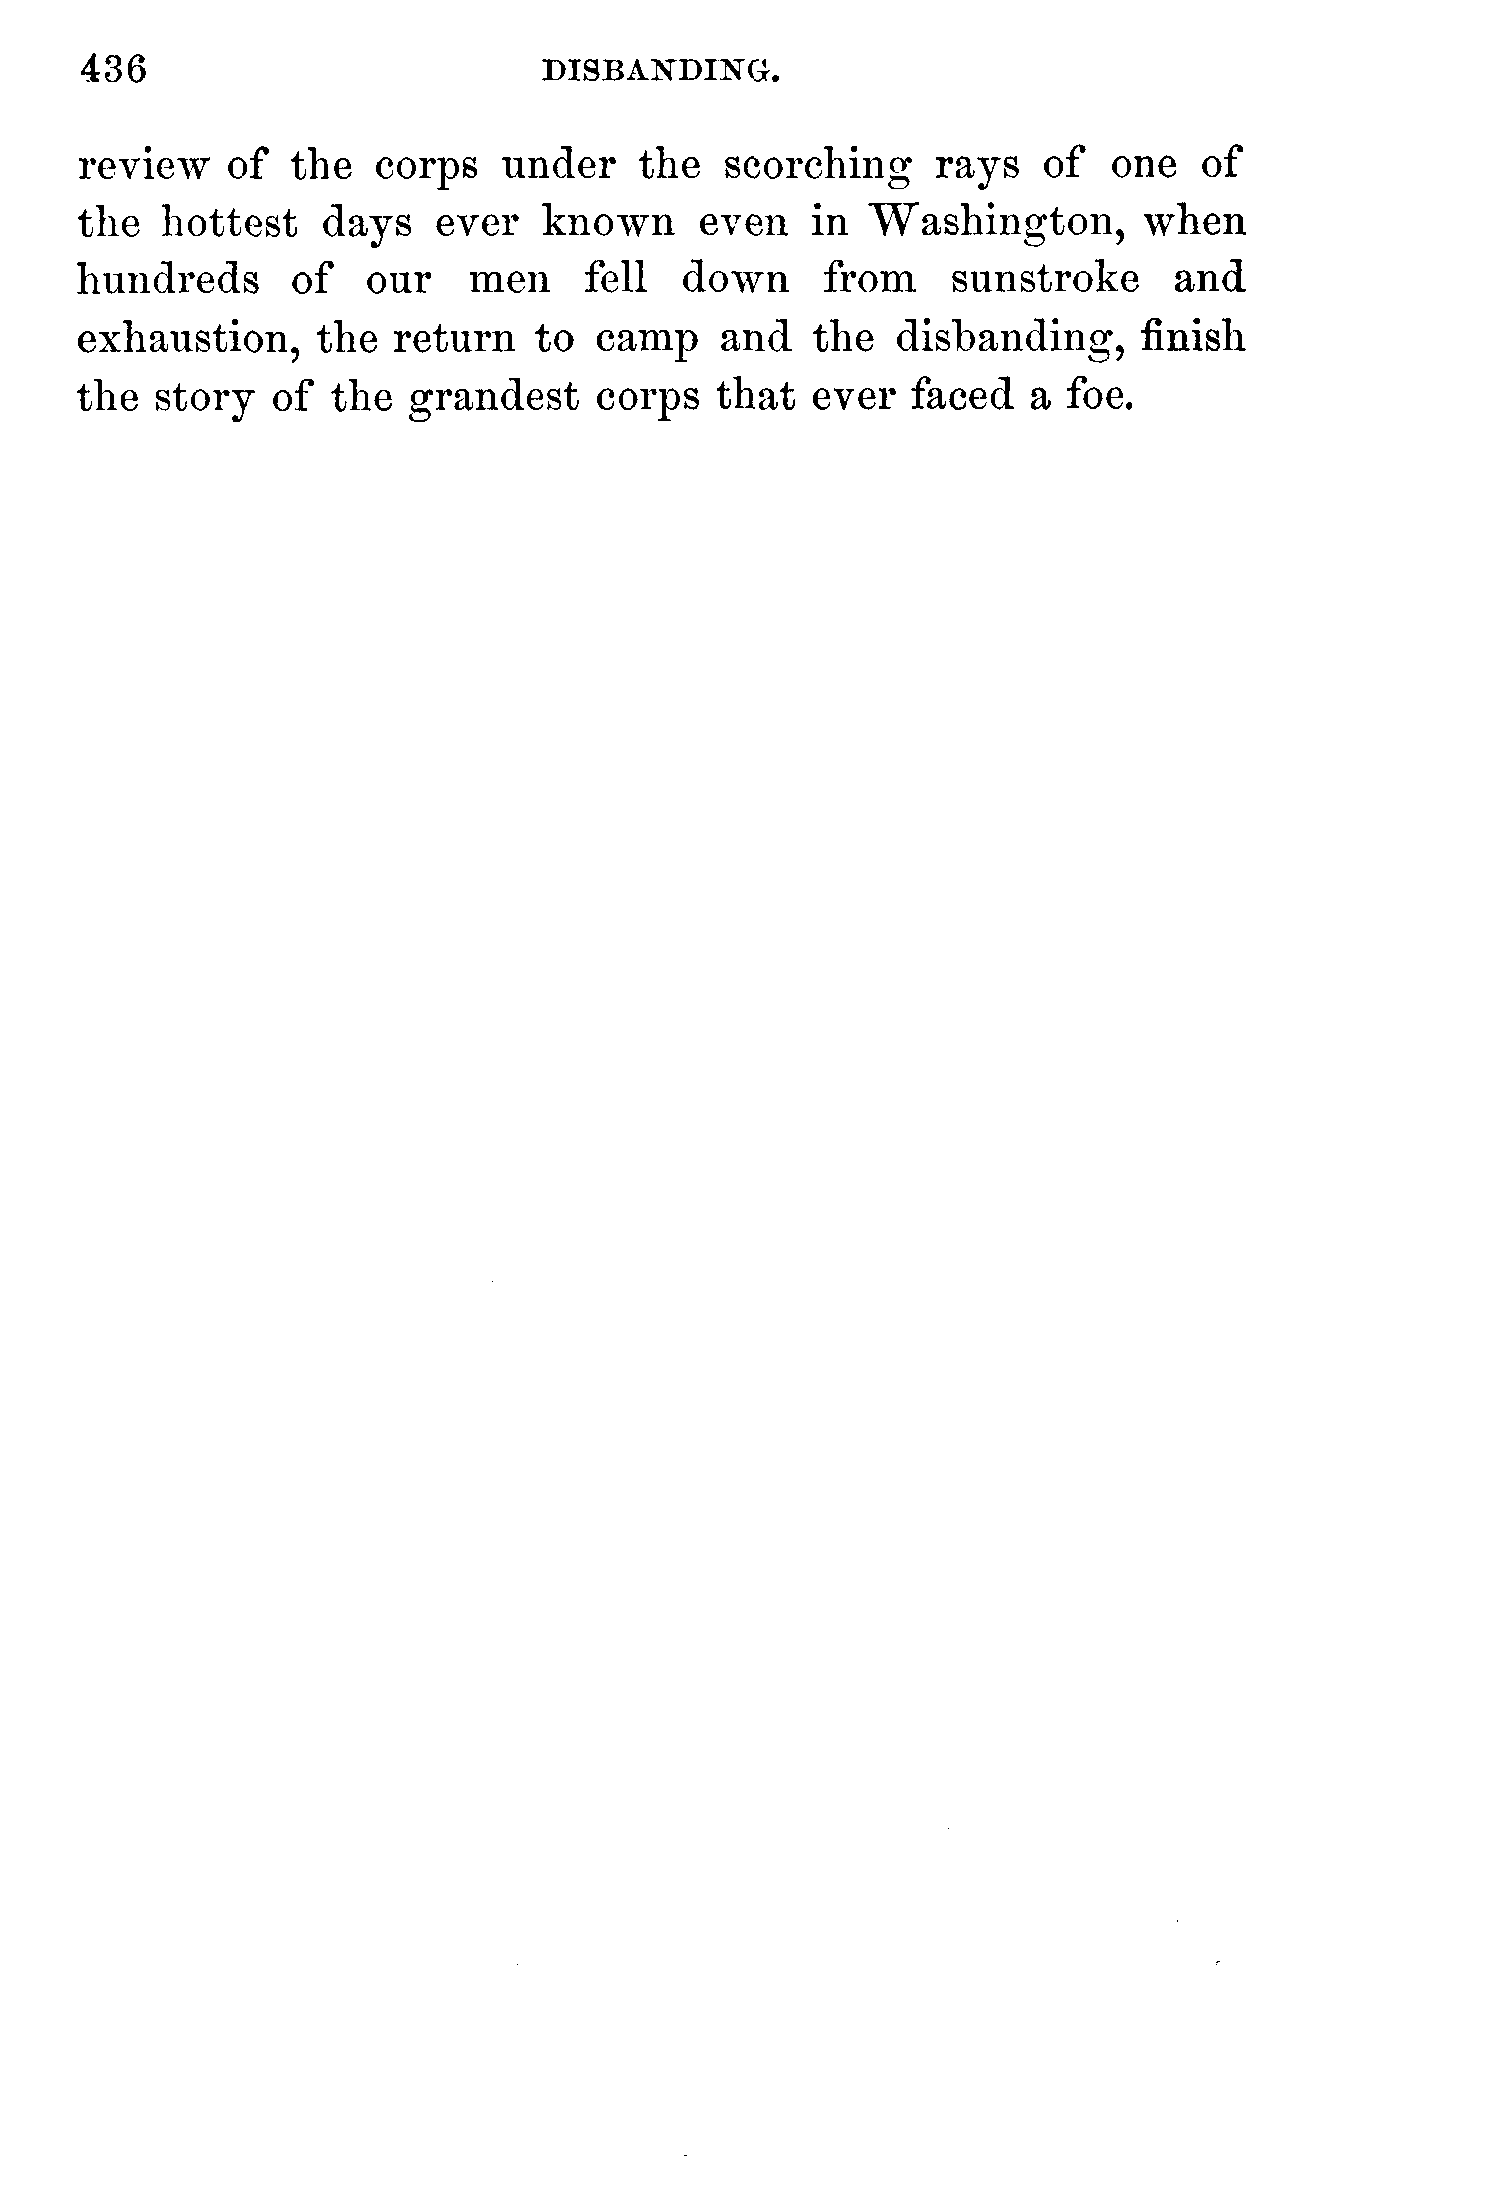 436 DISBANDING.
review of the corps under the scorching rays of one of
the hottest days ever known even in Washington, when
hundreds of our men fell down from sunstroke and
exhaustion, the return to camp and the disbanding, finish
the story of the grandest corps that ever faced a foe.